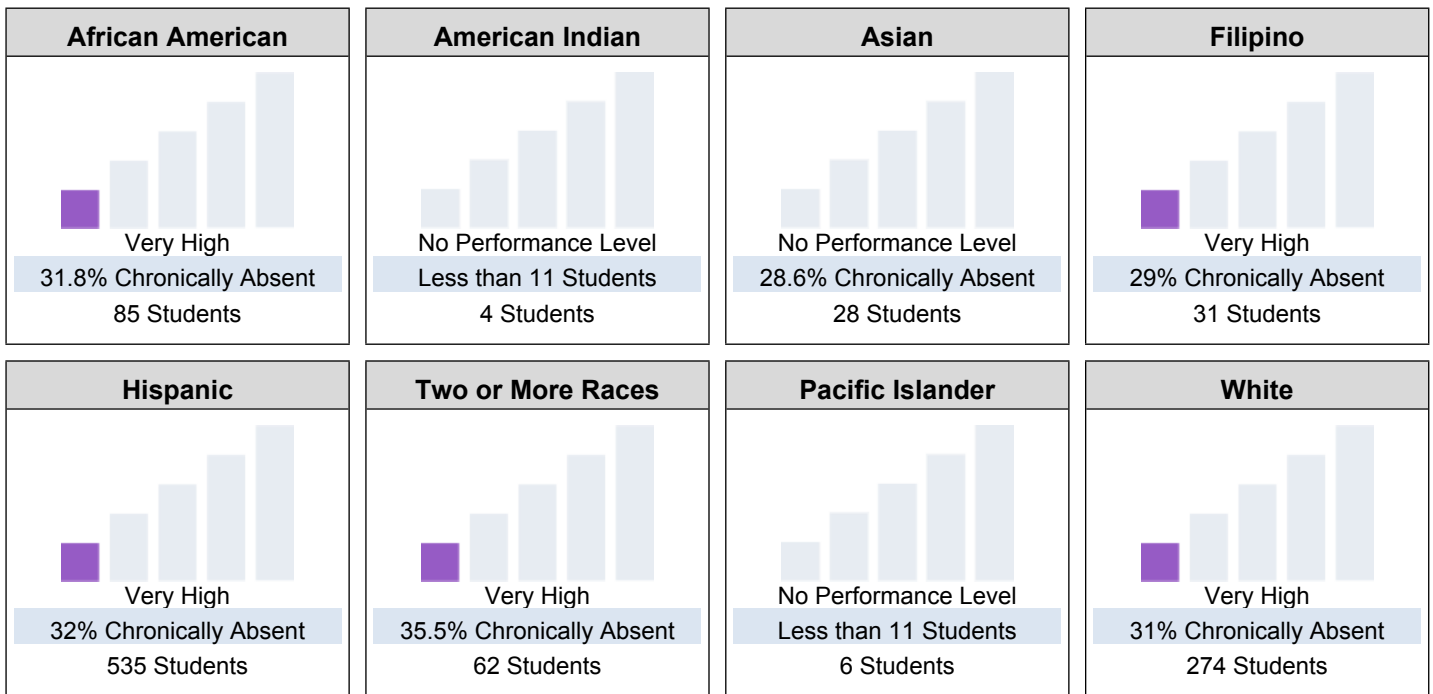 African American
Very High
31.8% Chronically Absent
85 Students
American Indian
No Performance Level
Less than 11 Students
4 Students
Asian
No Performance Level
28.6% Chronically Absent
28 Students
Filipino
Very High
29% Chronically Absent
31 Students
Hispanic
Very High
32% Chronically Absent
535 Students
Two or More Races
Very High
35.5% Chronically Absent
62 Students
Pacific Islander
No Performance Level
Less than 11 Students
6 Students
White
Very High
31% Chronically Absent
274 Students